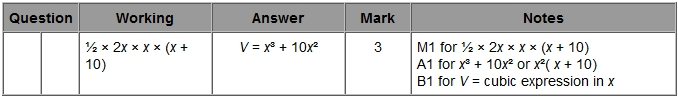 Question Working Answer Mark Notes
½ × 2x × x × (x + 10) V = x³ + 10x² 3 M1 for ½ × 2x × x × (x + 10)
A1 for x³ + 10x² or x²( x + 10)
B1 for V = cubic expression in x